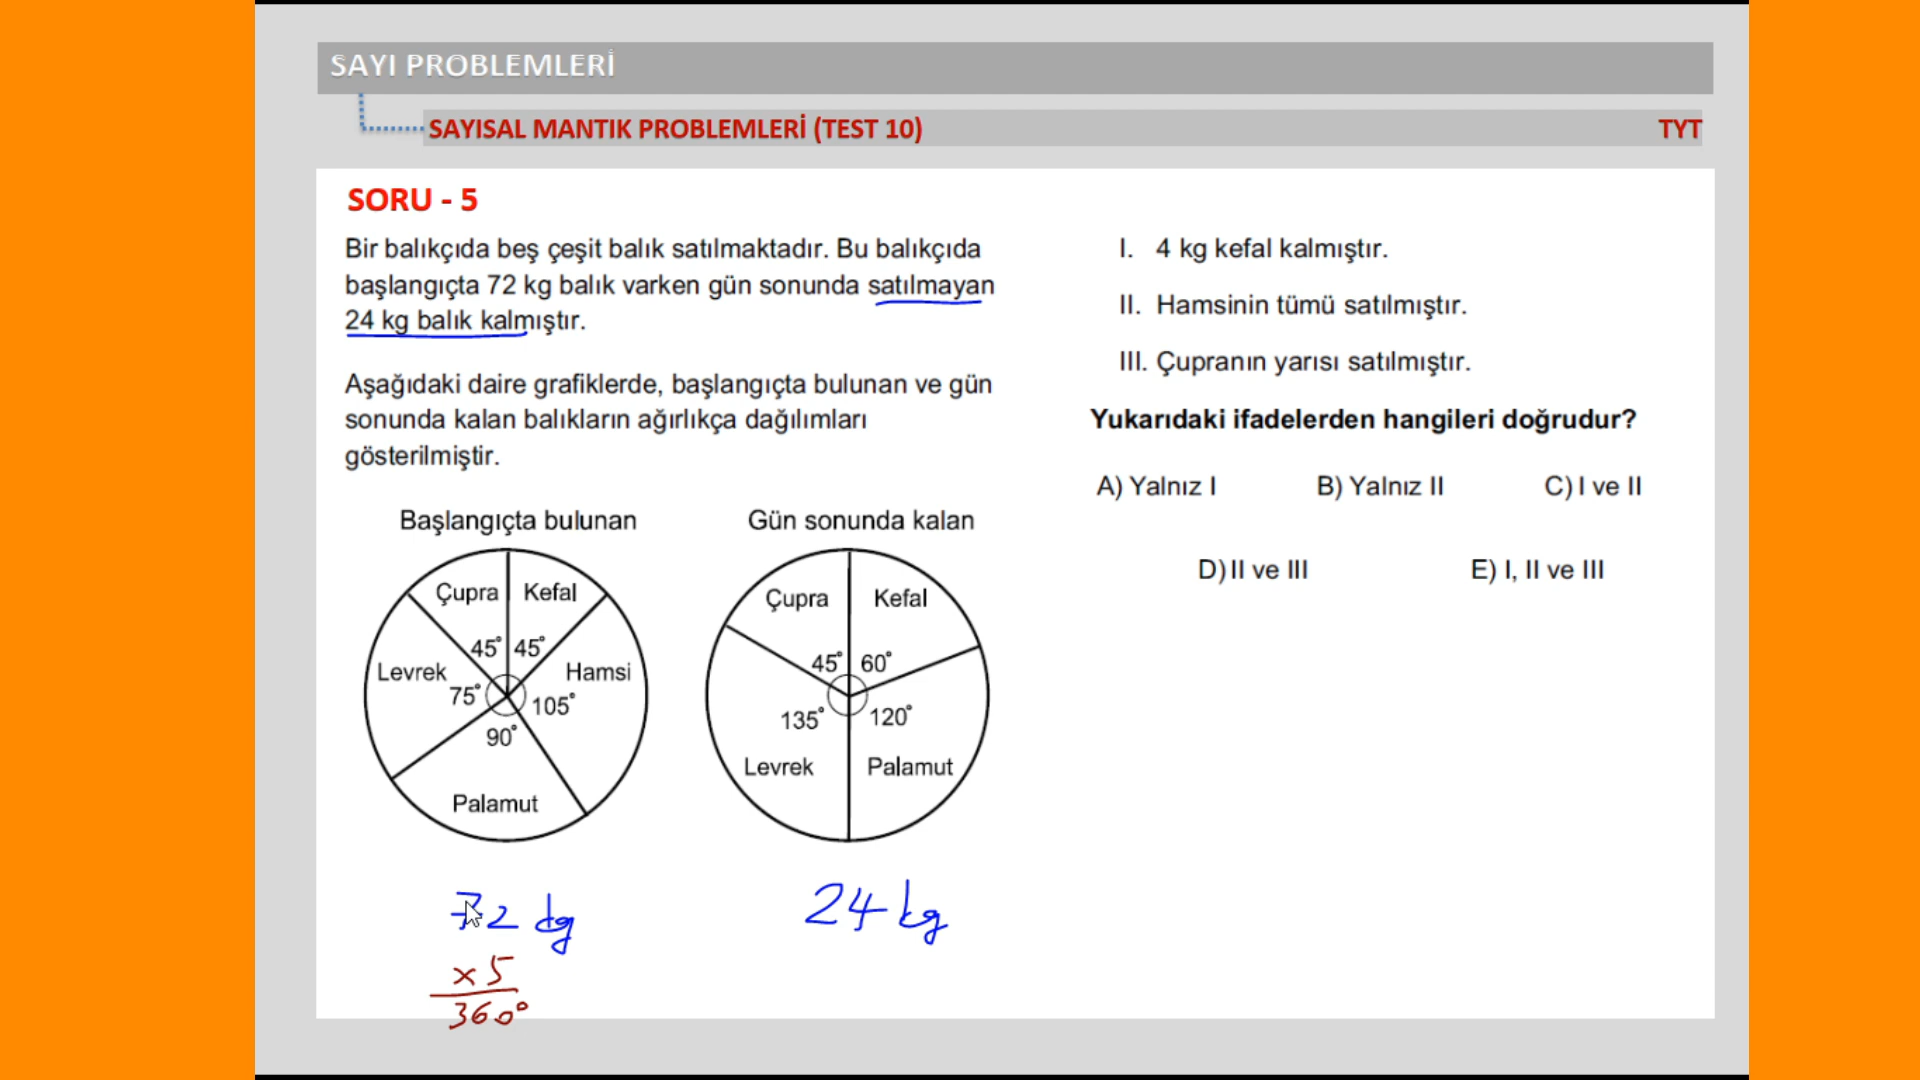 SAYI PROBLEMLERİ
SAYISAL MANTIK PROBLEMLERİ (TEST 10) TYT
SORU - 5
Bir balıkçıda beş çeşit balık satılmaktadır. Bu balıkçıda
başlangıçta 72 kg balık varken gün sonunda satılmayan
24 kg balık kalmıştır.
Aşağıdaki daire grafiklerde, başlangıçta bulunan ve gün
sonunda kalan balıkların ağırlıkça dağılımları
gösterilmiştir.
Başlangıçta bulunan
Çupra Kefal
45° 45°
Levrek Hamsi
75° 105°
90°
Palamut
72 kg
x 5
360°
Gün sonunda kalan
Çupra Kefal
45° 60°
135° 120°
Levrek Palamut
24 kg
I. 4 kg kefal kalmıştır.
II. Hamsinin tümü satılmıştır.
III. Çupranın yarısı satılmıştır.
Yukarıdaki ifadelerden hangileri doğrudur?
A) Yalnız I B) Yalnız II C) I ve II
D) II ve III E) I, II ve III